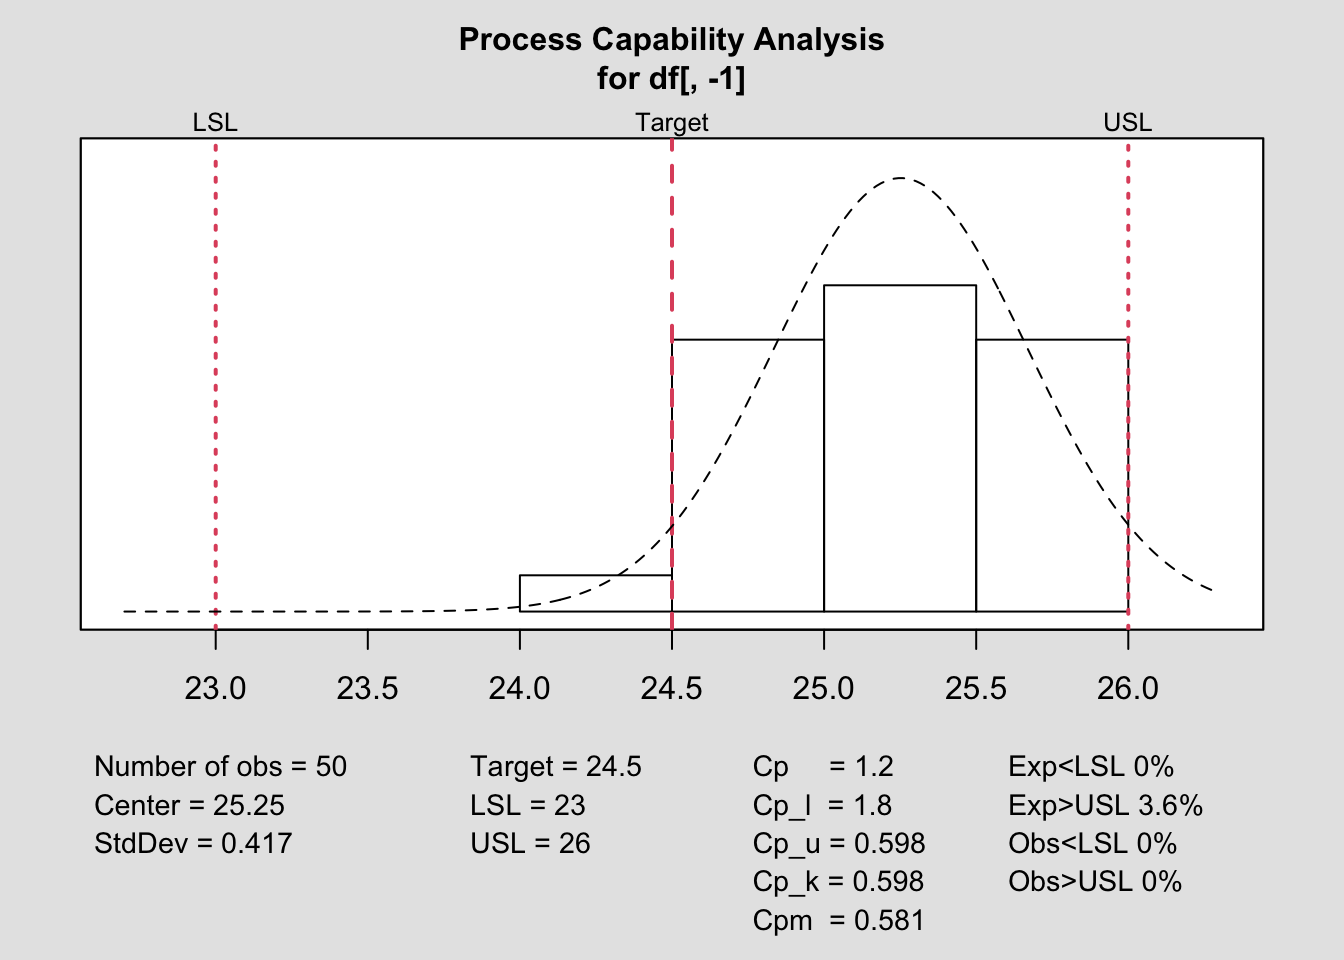 Process Capability Analysis
for df[, -1]
LSL Target USL
23.0 23.5 24.0 24.5 25.0 25.5 26.0
Number of obs = 50
Center = 25.25
StdDev = 0.417
Target = 24.5
LSL = 23
USL = 26
Cp = 1.2
Cp_l = 1.8
Cp_u = 0.598
Cp_k = 0.598
Cpm = 0.581
Exp<LSL 0%
Exp>USL 3.6%
Obs<LSL 0%
Obs>USL 0%